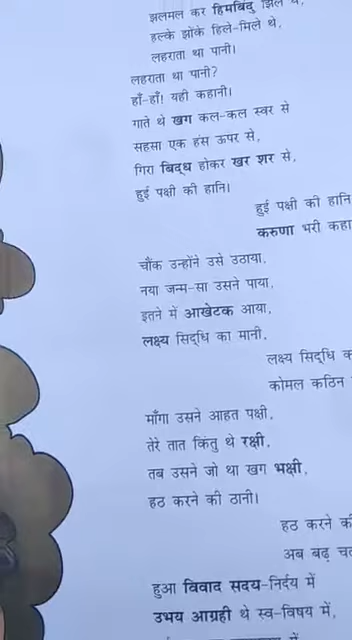 झलमल कर हिमबिंदु झिले थे,
हल्के झोंके हिले-मिले थे,
लहराता था पानी।
लहराता था पानी?
हाँ-हाँ! यही कहानी।
गाते थे खग कल-कल स्वर से
सहसा एक हंस ऊपर से,
गिरा बिद्ध होकर खर शर से,
हुई पक्षी की हानि।
हुई पक्षी की हानि
करुणा भरी
चौंक उन्होंने उसे उठाया,
नया जन्म-सा उसने पाया,
इतने में आखेटक आया,
लक्ष्य सिद्धि का मानी,
लक्ष्य सिद्धि
कोमल कठिन
माँगा उसने आहत पक्षी,
तेरे तात किंतु थे रक्षी,
तब उसने जो था खग भक्षी,
हठ करने की ठानी।
हठ करने की
अब बढ़
हुआ विवाद सदय-निर्दय में
उभय आग्रही थे स्व-विषय में,